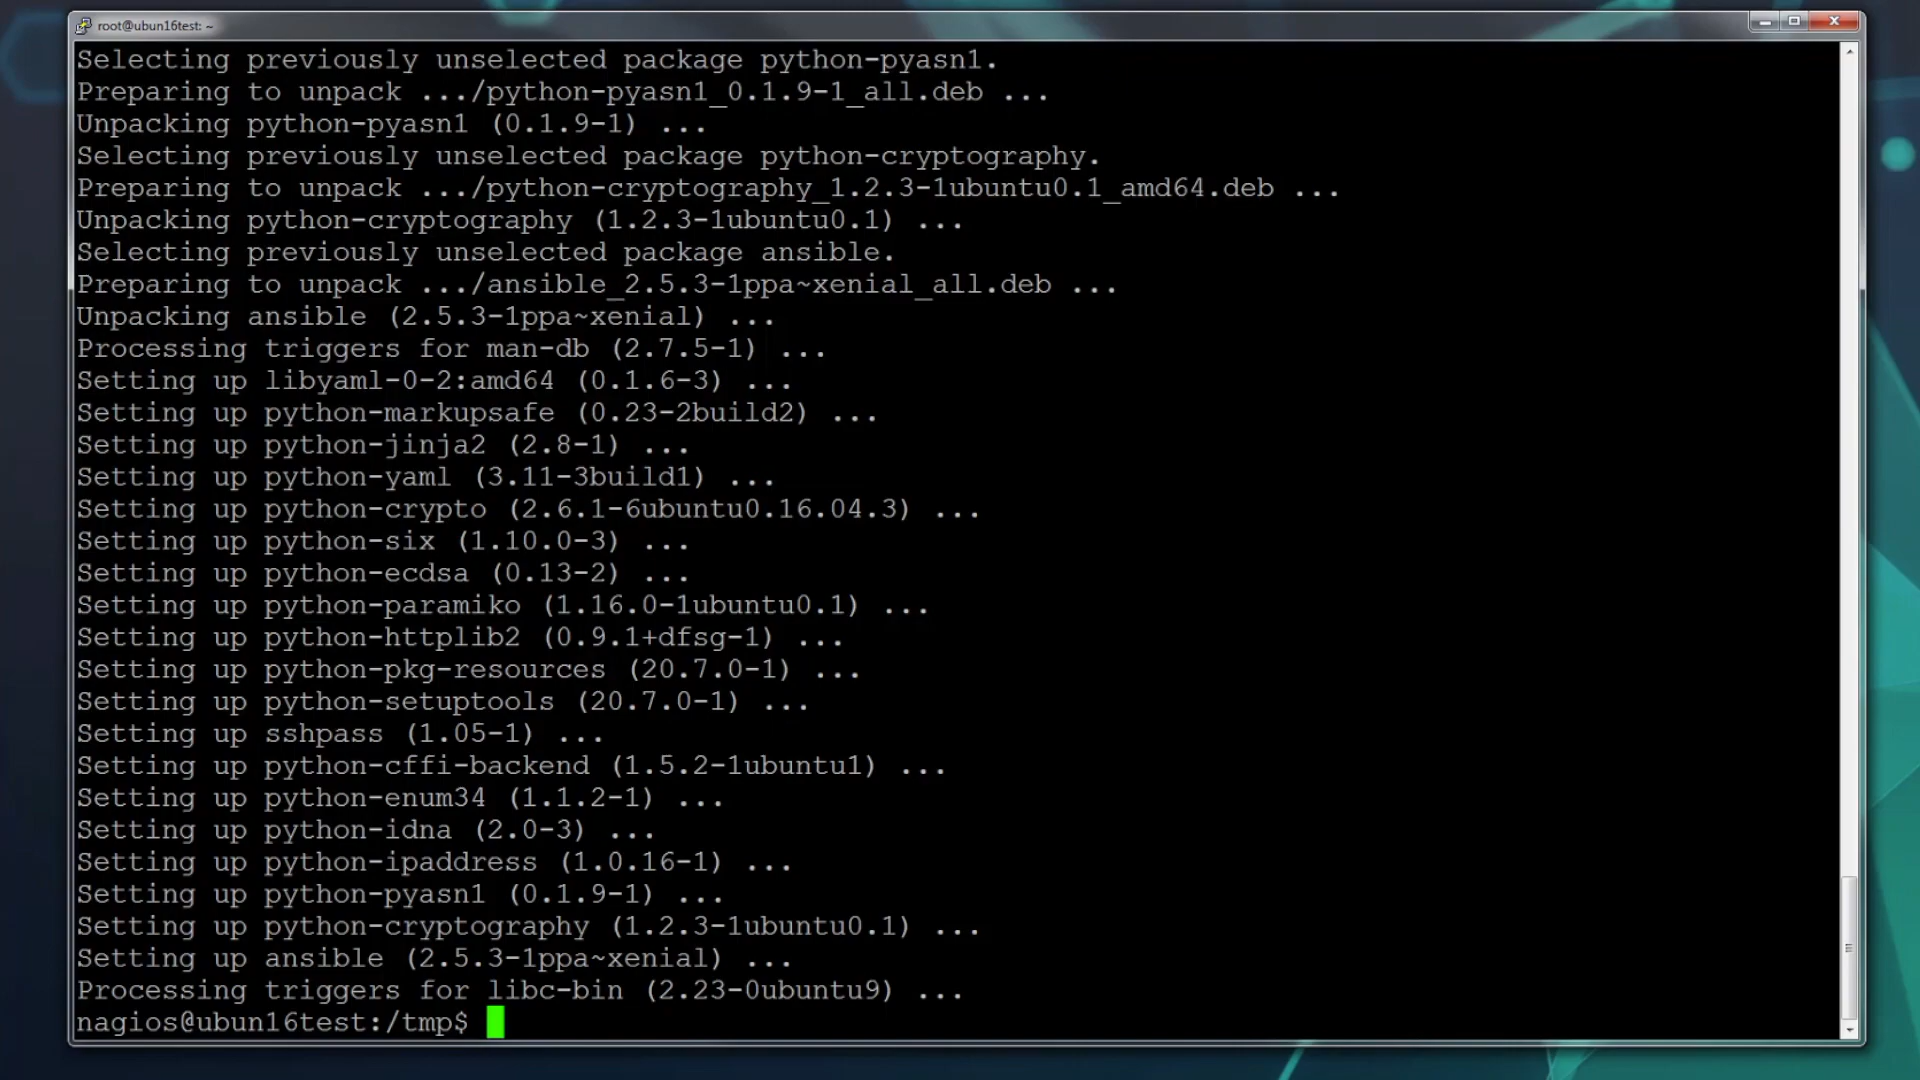 root@ubun16test: ~
Selecting previously unselected package python-pyasn1.
Preparing to unpack .../python-pyasn1_0.1.9-1_all.deb ...
Unpacking python-pyasn1 (0.1.9-1) ...
Selecting previously unselected package python-cryptography.
Preparing to unpack .../python-cryptography_1.2.3-1ubuntu0.1_amd64.deb ...
Unpacking python-cryptography (1.2.3-1ubuntu0.1) ...
Selecting previously unselected package ansible.
Preparing to unpack .../ansible_2.5.3-1ppa~xenial_all.deb ...
Unpacking ansible (2.5.3-1ppa~xenial) ...
Processing triggers for man-db (2.7.5-1) ...
Setting up libyaml-0-2:amd64 (0.1.6-3) ...
Setting up python-markupsafe (0.23-2build2) ...
Setting up python-jinja2 (2.8-1) ...
Setting up python-yaml (3.11-3build1) ...
Setting up python-crypto (2.6.1-6ubuntu0.16.04.3) ...
Setting up python-six (1.10.0-3) ...
Setting up python-ecdsa (0.13-2) ...
Setting up python-paramiko (1.16.0-1ubuntu0.1) ...
Setting up python-httplib2 (0.9.1+dfsg-1) ...
Setting up python-pkg-resources (20.7.0-1) ...
Setting up python-setuptools (20.7.0-1) ...
Setting up sshpass (1.05-1) ...
Setting up python-cffi-backend (1.5.2-1ubuntu1) ...
Setting up python-enum34 (1.1.2-1) ...
Setting up python-idna (2.0-3) ...
Setting up python-ipaddress (1.0.16-1) ...
Setting up python-pyasn1 (0.1.9-1) ...
Setting up python-cryptography (1.2.3-1ubuntu0.1) ...
Setting up ansible (2.5.3-1ppa~xenial) ...
Processing triggers for libc-bin (2.23-0ubuntu9) ...
nagios@ubun16test:/tmp$